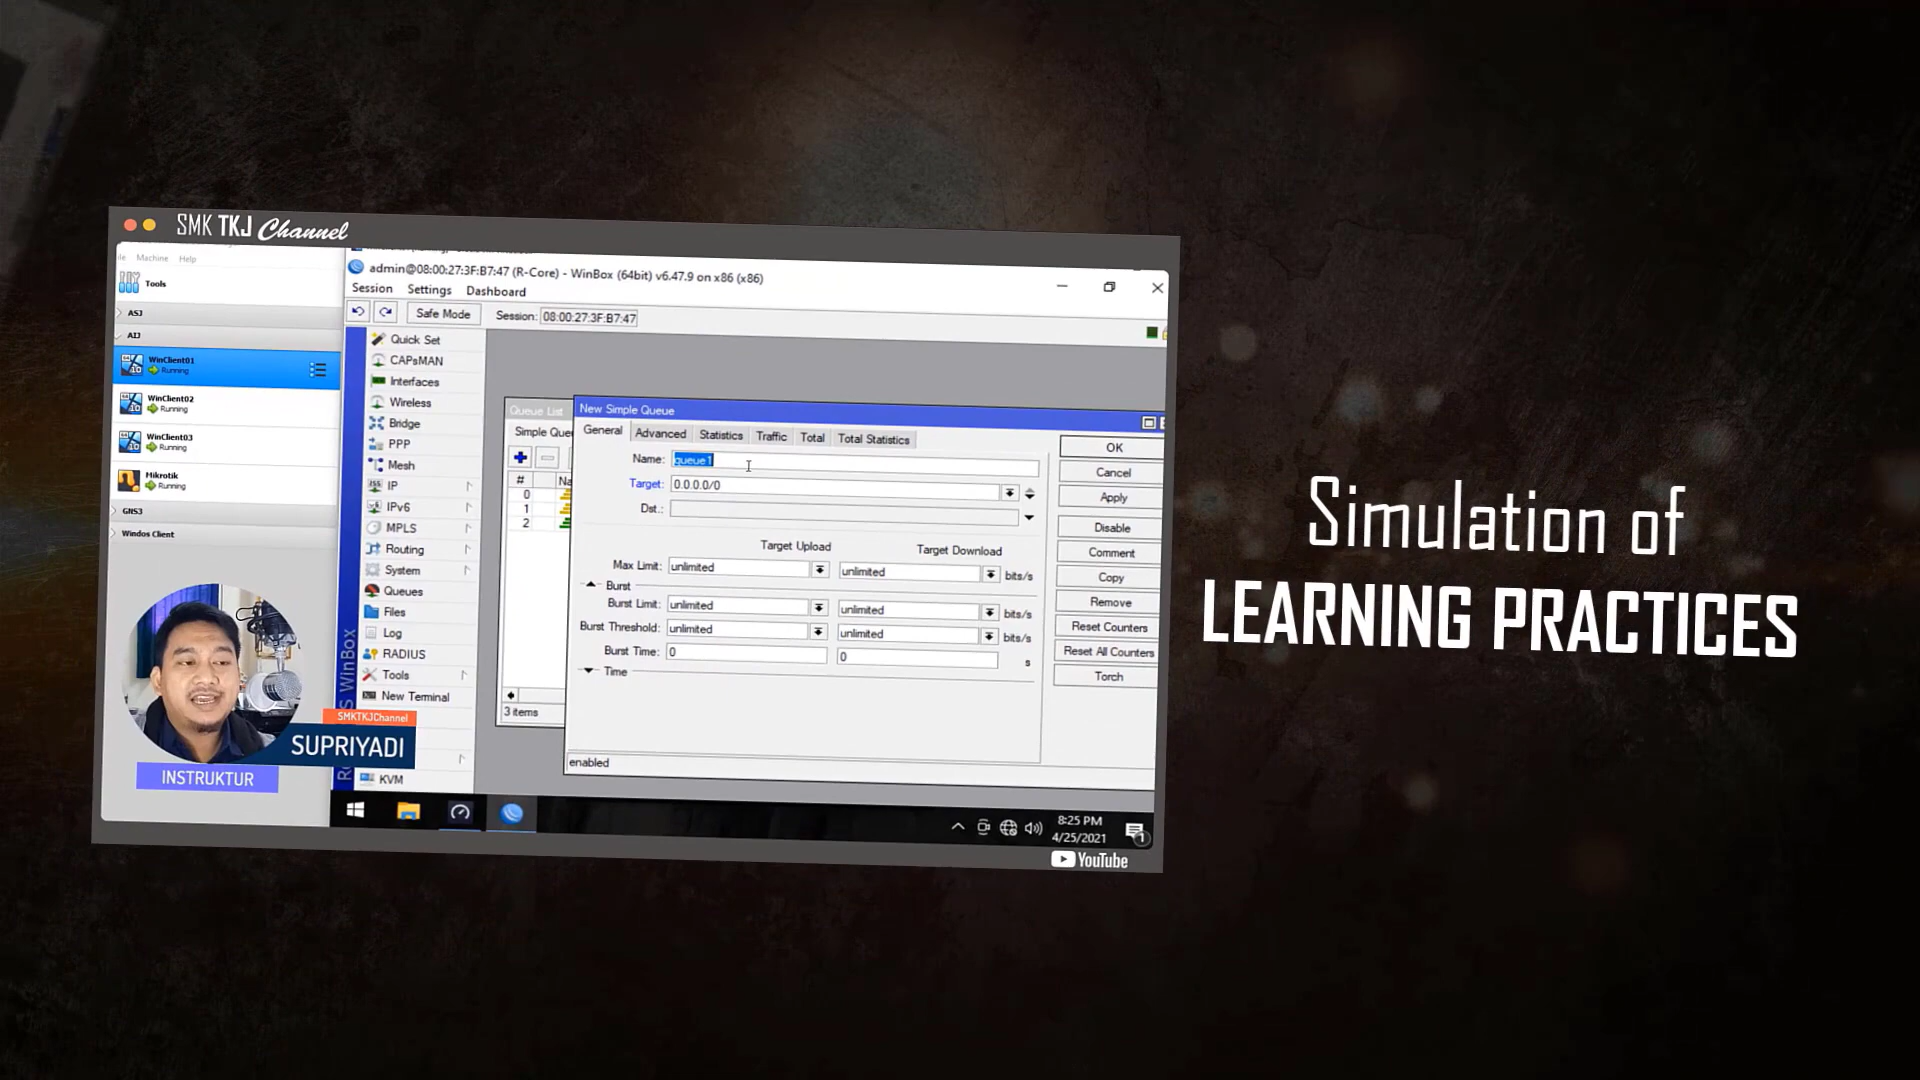 SMK TKJ Channel
Machine Help
Tools
ASJ
AIJ
WinClient01
Running
WinClient02
Running
WinClient03
Running
Mikrotik
Running
GNS3
Windos Client
admin@08:00:27:3F:B7:47 (R-Core) - WinBox (64bit) v6.47.9 on x86 (x86)
Session Settings Dashboard
Safe Mode Session: 08:00:27:3F:B7:47
Quick Set
CAPsMAN
Interfaces
Wireless
Bridge
PPP
Mesh
IP
IPv6
MPLS
Routing
System
Queues
Files
Log
RADIUS
Tools
New Terminal
KVM
WinBox
Queue List
#
0
1
2
3 items
New Simple Queue
General Advanced Statistics Traffic Total Total Statistics
Name: queue1
Target: 0.0.0.0/0
Dst.:
Target Upload Target Download
Max Limit: unlimited unlimited bits/s
Burst
Burst Limit: unlimited unlimited bits/s
Burst Threshold: unlimited unlimited bits/s
Burst Time: 0 0 s
Time
enabled
OK
Cancel
Apply
Disable
Comment
Copy
Remove
Reset Counters
Reset All Counters
Torch
SMKTKJChannel
SUPRIYADI
INSTRUKTUR
8:25 PM
4/25/2021
1
YouTube
Simulation of
LEARNING PRACTICES